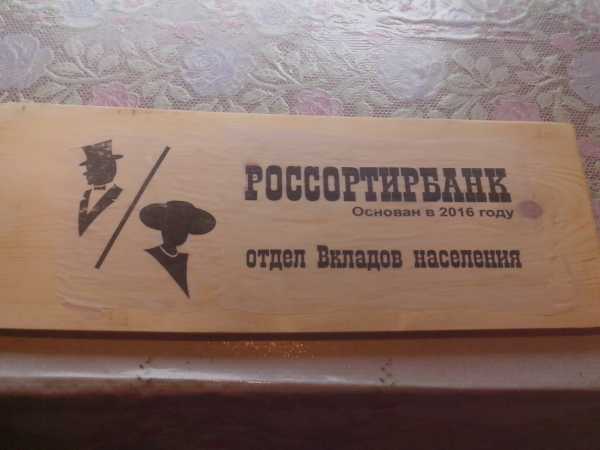 РОССОРТИРБАНК
Основан в 2016 году
отдел Вкладов населения